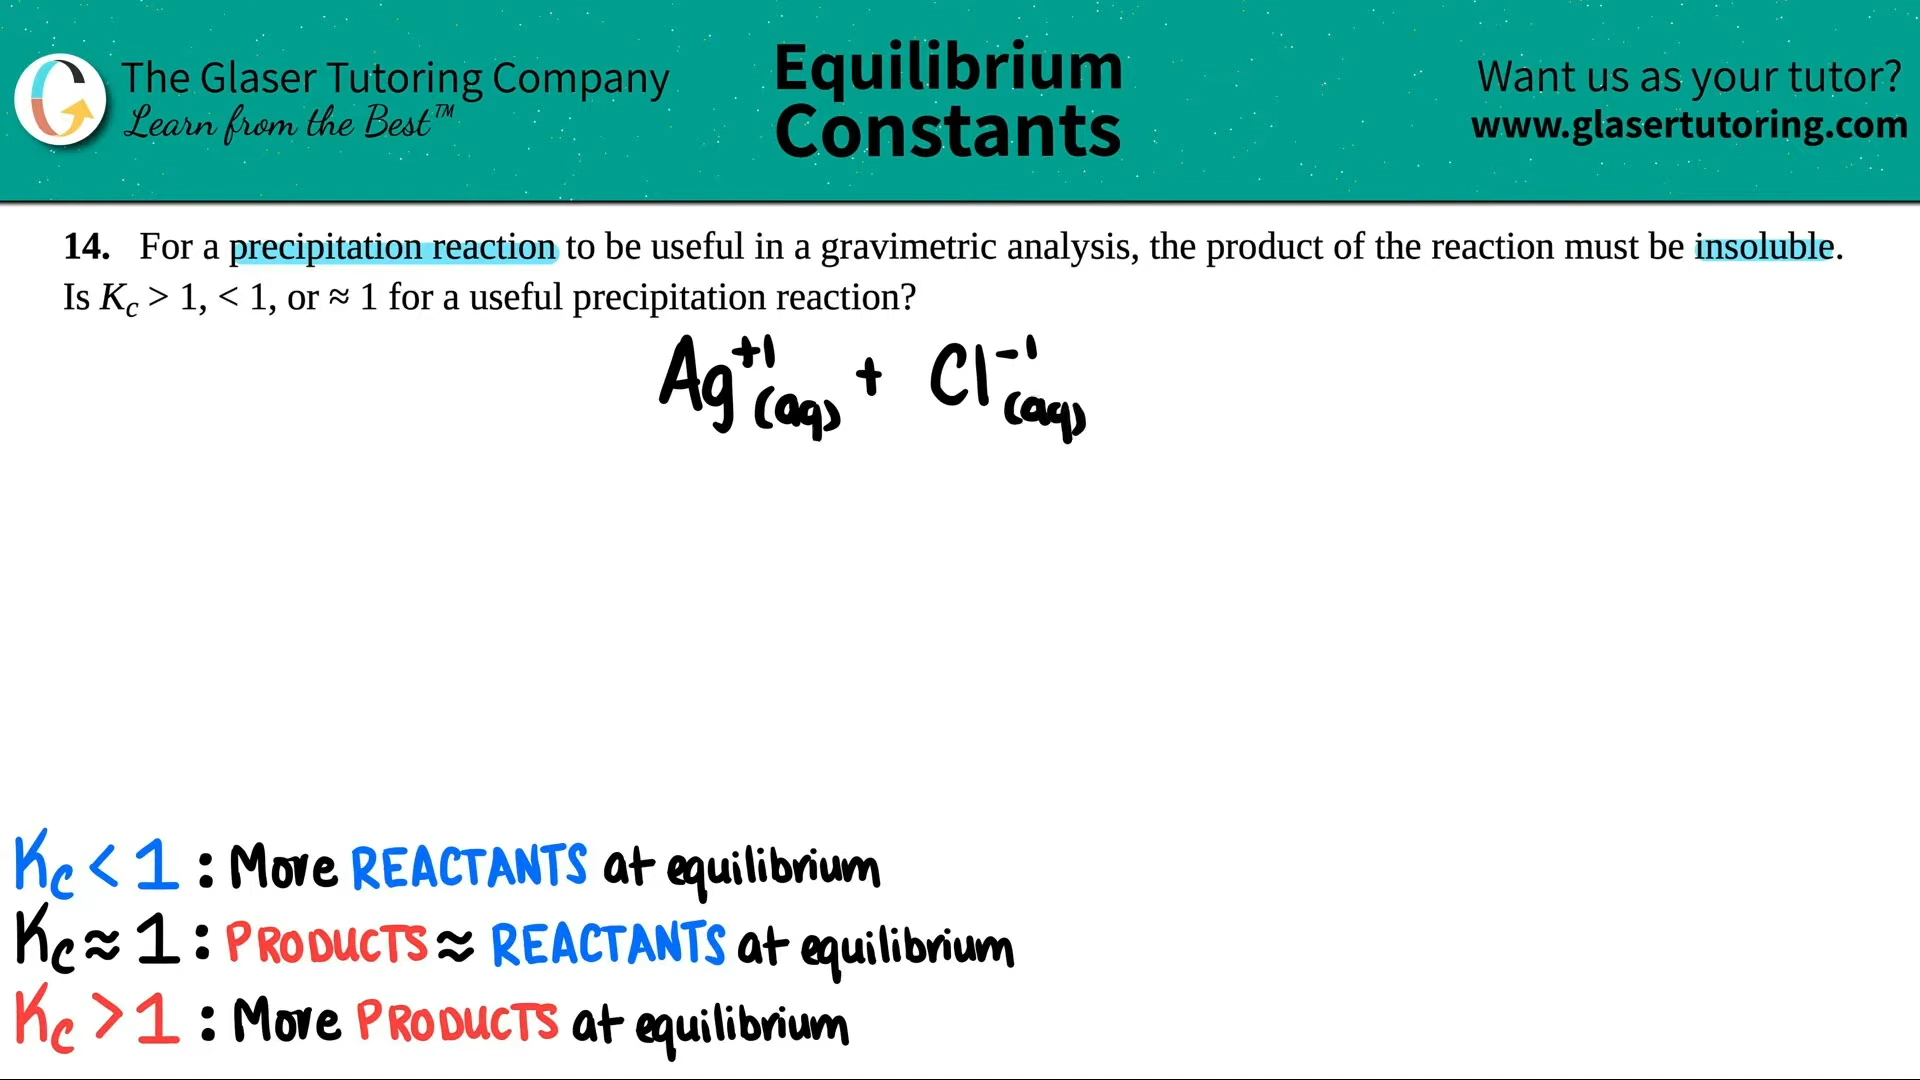 The Glaser Tutoring Company
Learn from the Best™
Equilibrium
Constants
Want us as your tutor?
www.glasertutoring.com
14. For a precipitation reaction to be useful in a gravimetric analysis, the product of the reaction must be insoluble.
Is Kc > 1, < 1, or ≈ 1 for a useful precipitation reaction?
Ag+1(aq) + Cl-1(aq)
Kc < 1 : More REACTANTS at equilibrium
Kc ≈ 1 : PRODUCTS ≈ REACTANTS at equilibrium
Kc > 1 : More PRODUCTS at equilibrium